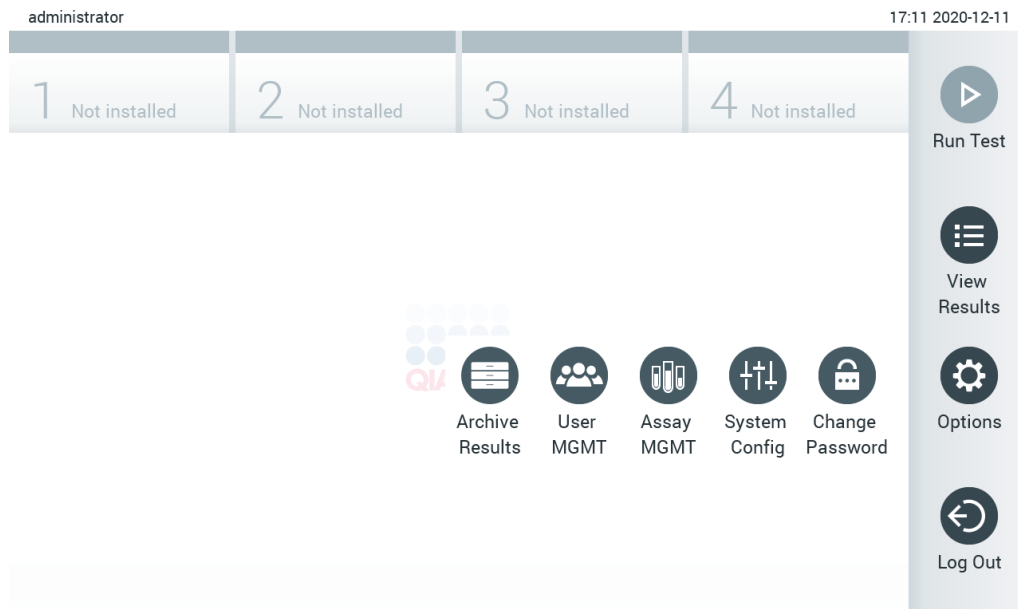 administrator 17:11 2020-12-11
1 Not installed 2 Not installed 3 Not installed 4 Not installed
Run Test
View
Results
Archive
Results
User
MGMT
Assay
MGMT
System
Config
Change
Password
Options
Log Out